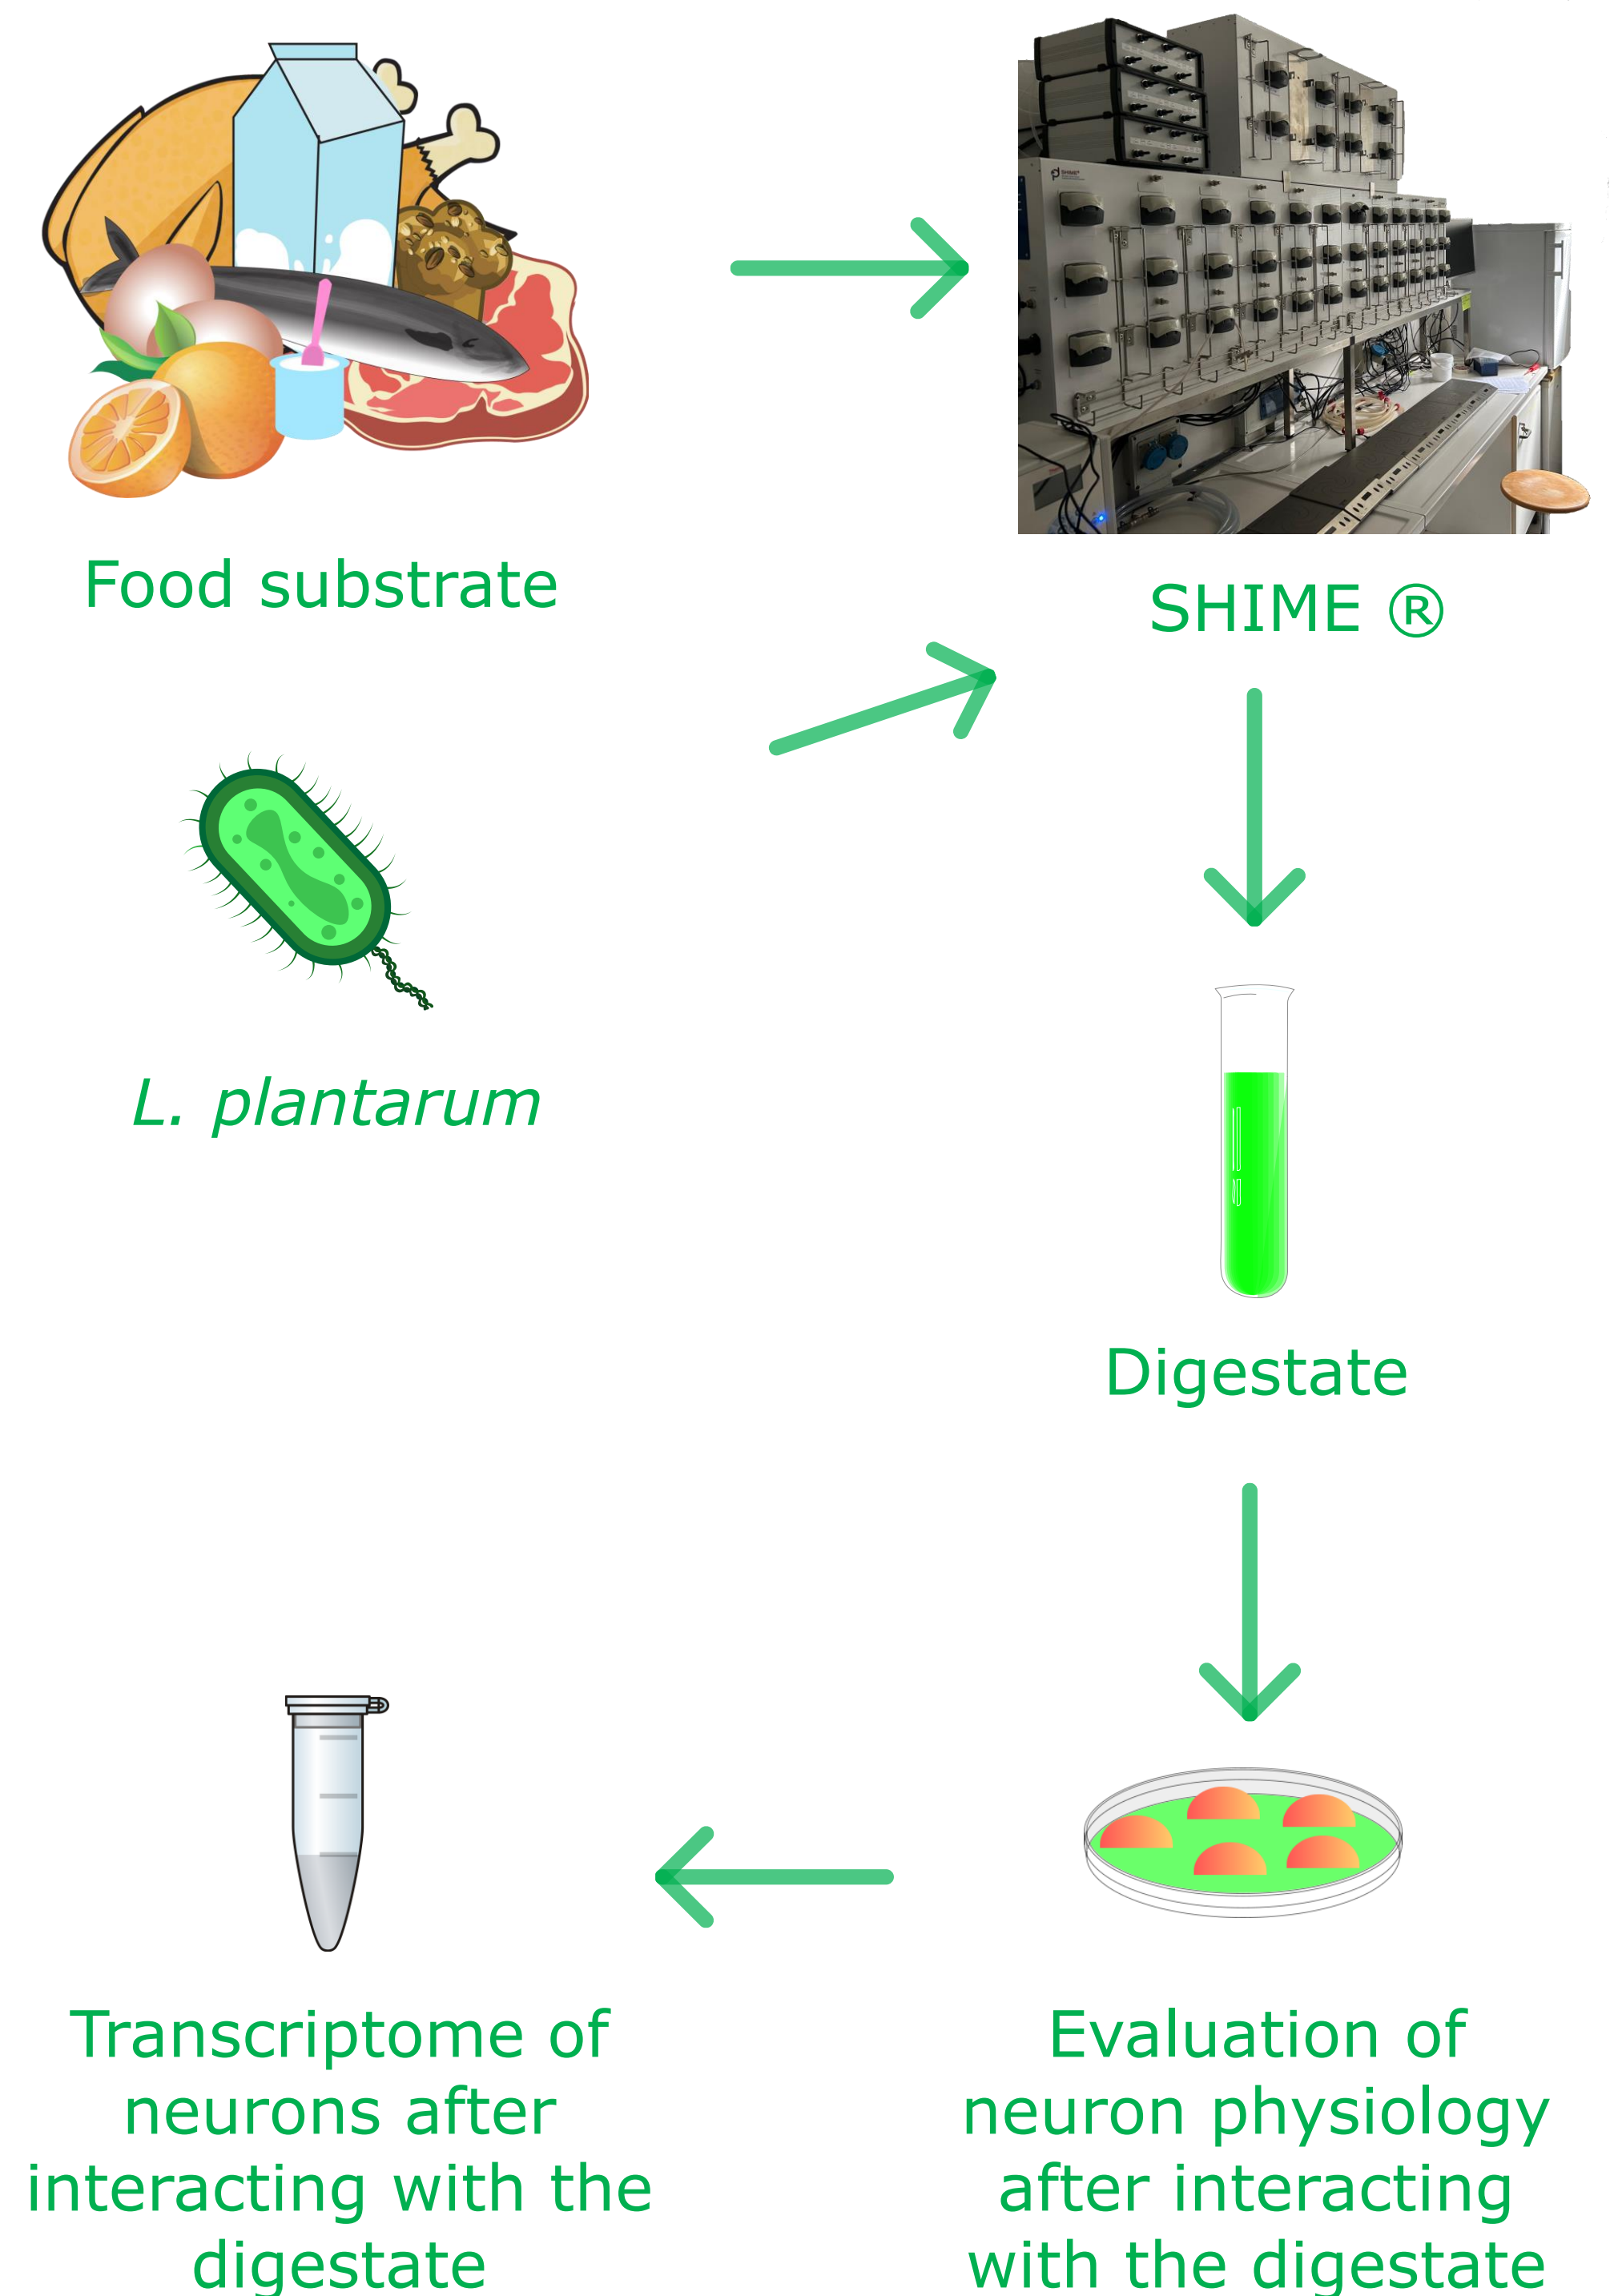 Food substrate
SHIME ®
L. plantarum
Digestate
Transcriptome of
neurons after
interacting with the
digestate
Evaluation of
neuron physiology
after interacting
with the digestate